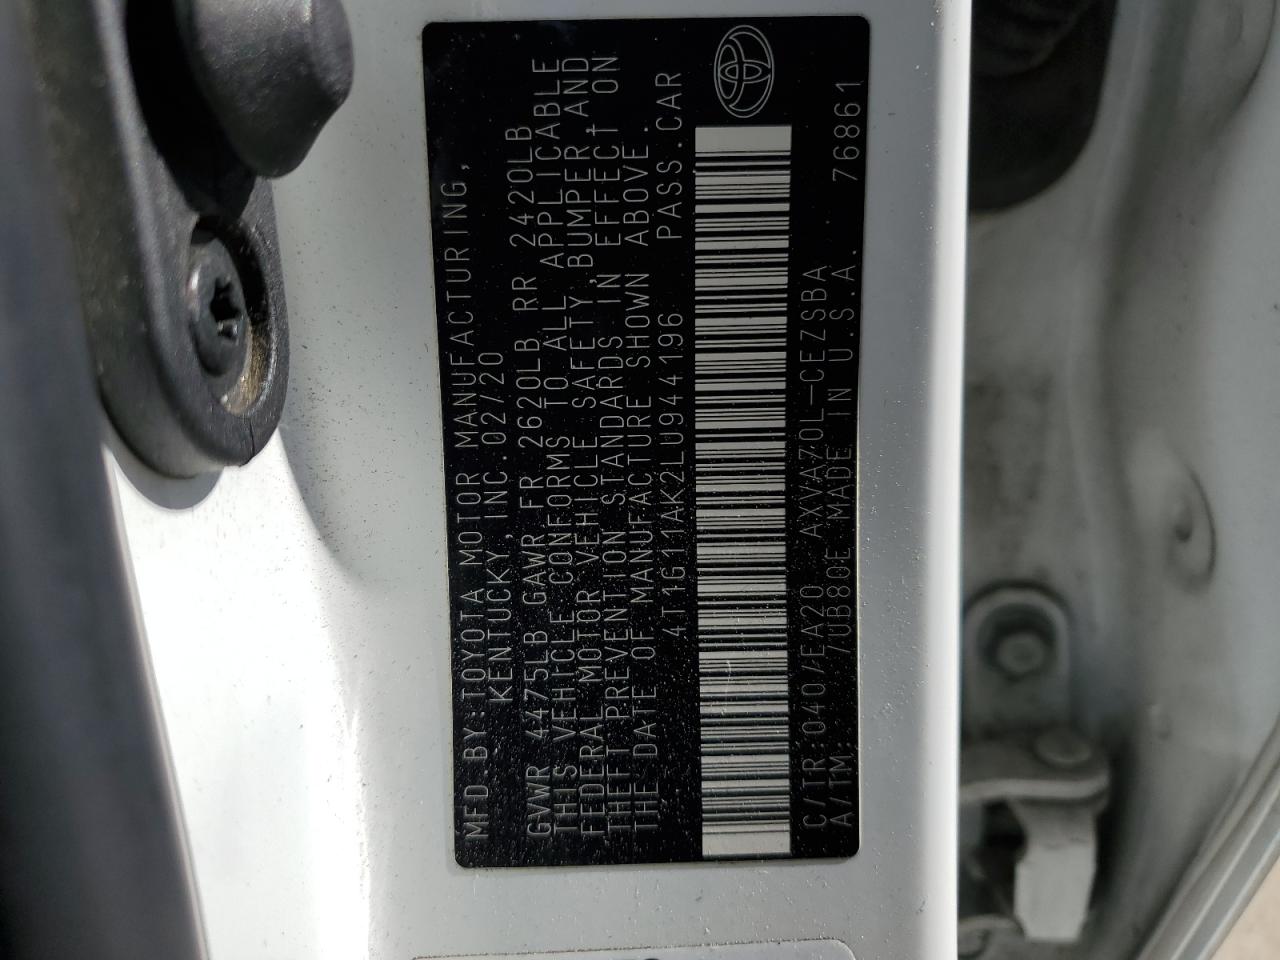 MFD.BY:TOYOTA MOTOR MANUFACTURING,
KENTUCKY,INC.02/20
GVWR 4475LB GAWR FR 2620LB RR 2420LB
THIS VEHICLE CONFORMS TO ALL APPLICABLE
FEDERAL MOTOR VEHICLE SAFETY,BUMPER,AND
THEFT PREVENTION STANDARDS IN EFFECT ON
THE DATE OF MANUFACTURE SHOWN ABOVE.
4T1G11AK2LU944196 PASS.CAR
C/TR:040/EA20 AXVA70L-CEZSBA
A/TM:  /UB80E MADE IN U.S.A. 76861